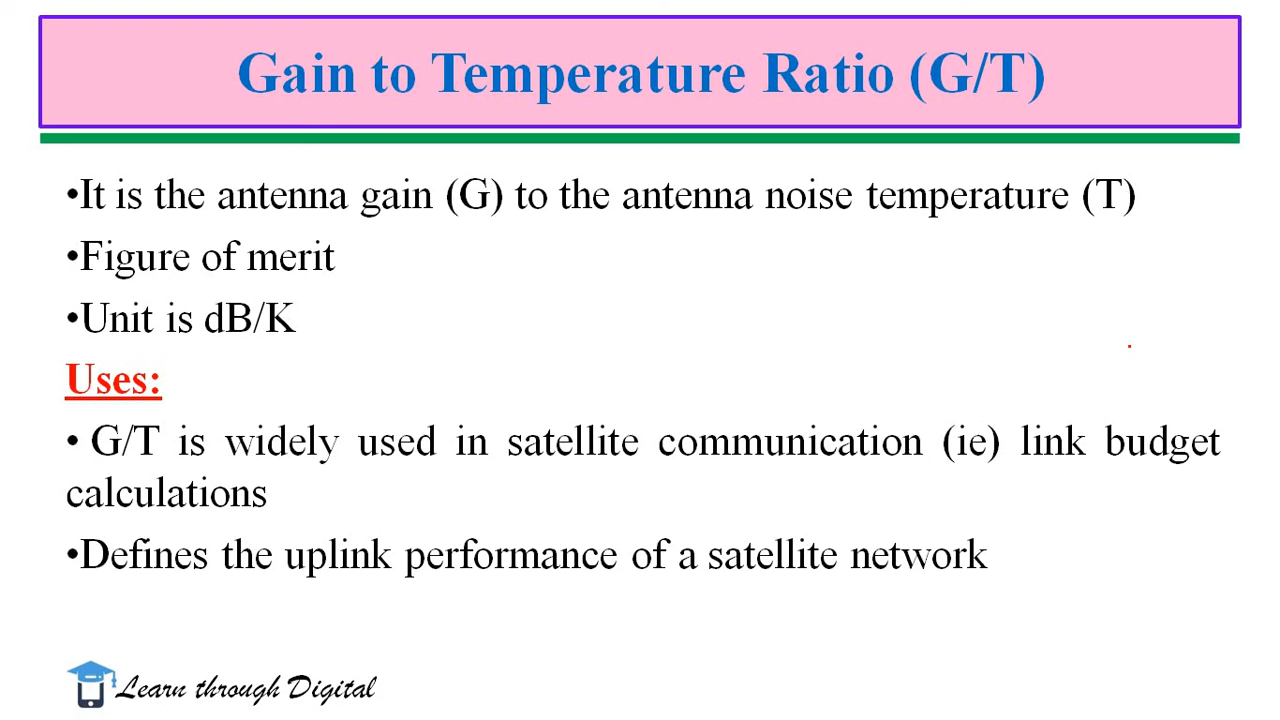 Gain to Temperature Ratio (G/T)
•It is the antenna gain (G) to the antenna noise temperature (T)
•Figure of merit
•Unit is dB/K
Uses:
• G/T is widely used in satellite communication (ie) link budget
calculations
•Defines the uplink performance of a satellite network
Learn through Digital